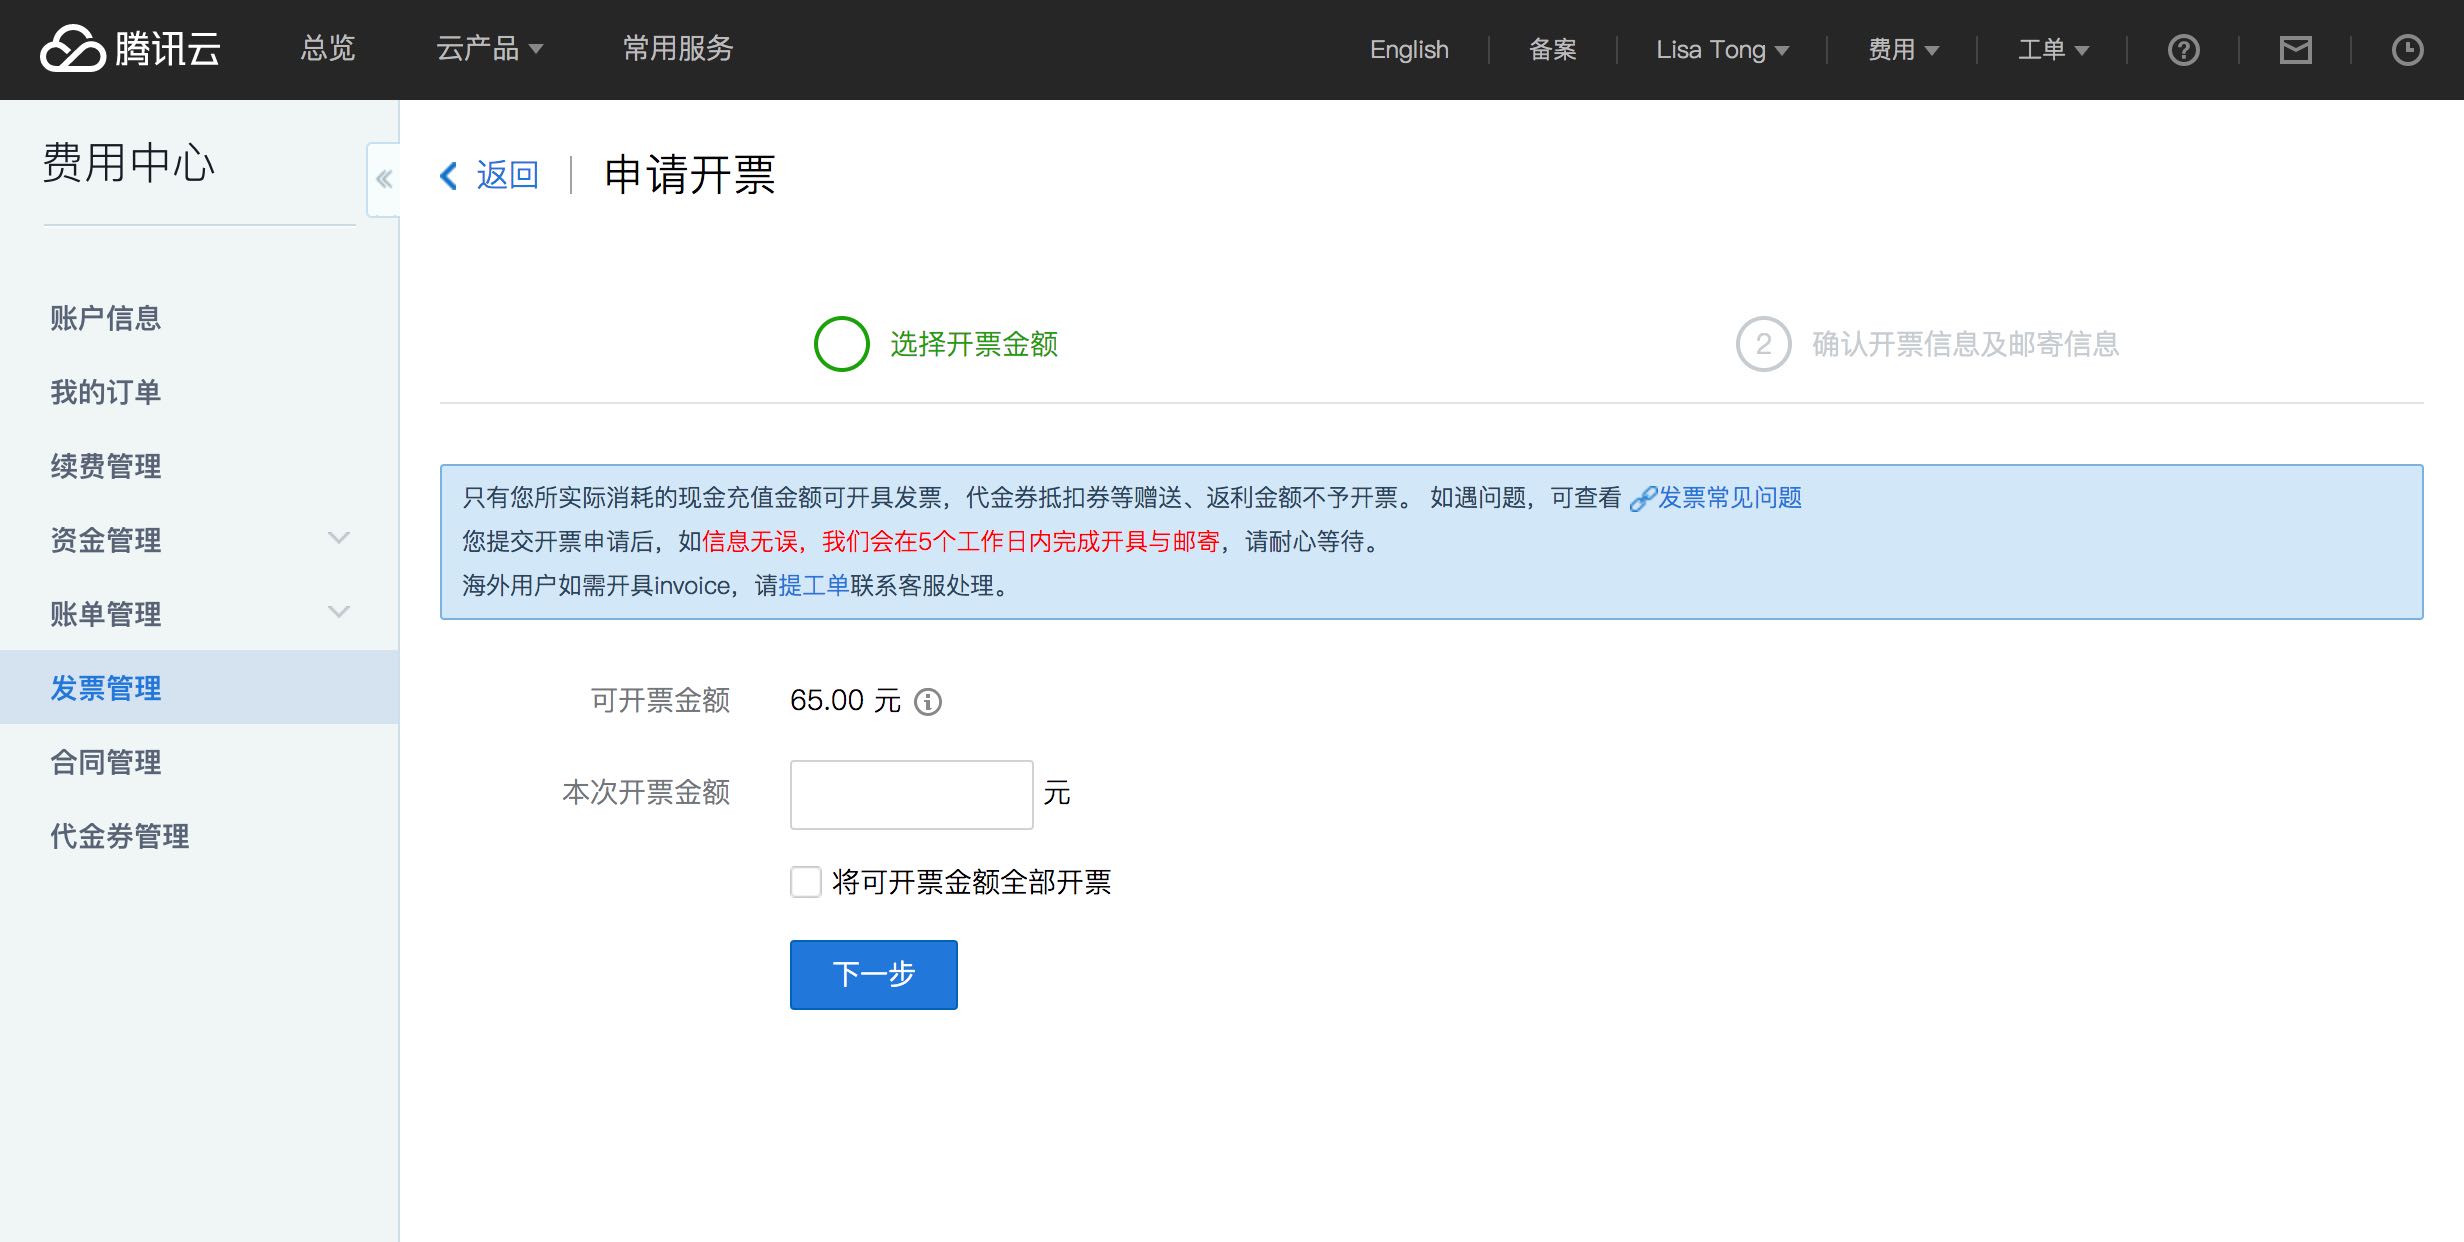 腾讯云
总览
云产品
常用服务
English
备案
Lisa Tong
费用
工单
费用中心
账户信息
我的订单
续费管理
资金管理
账单管理
发票管理
合同管理
代金券管理
返回
申请开票
选择开票金额
2 确认开票信息及邮寄信息
只有您所实际消耗的现金充值金额可开具发票，代金券抵扣券等赠送、返利金额不予开票。 如遇问题，可查看 发票常见问题
您提交开票申请后，如信息无误，我们会在5个工作日内完成开具与邮寄，请耐心等待。
海外用户如需开具invoice，请提工单联系客服处理。
可开票金额 65.00 元
本次开票金额 元
将可开票金额全部开票
下一步